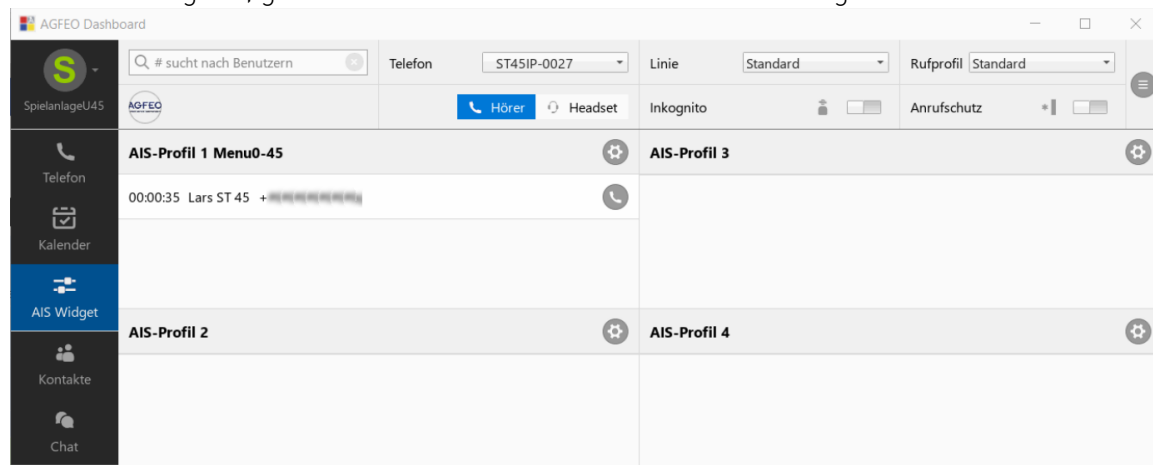 AGFEO Dashboard
S
SpielanlageU45
# sucht nach Benutzern
Telefon
ST45IP-0027
Linie
Standard
Rufprofil
Standard
AGFEO
Hörer
Headset
Inkognito
Anrufschutz
Telefon
Kalender
AIS Widget
Kontakte
Chat
AIS-Profil 1 Menu0-45
00:00:35 Lars ST 45 +
AIS-Profil 3
AIS-Profil 2
AIS-Profil 4